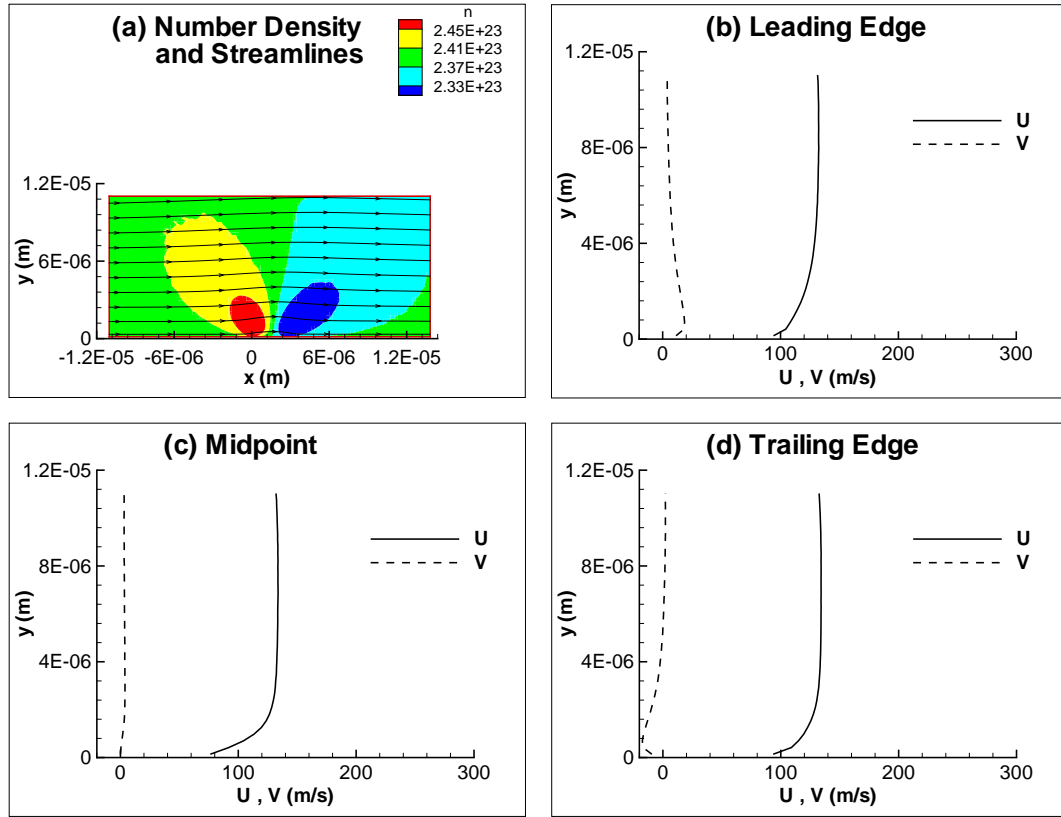 (a) Number Density
and Streamlines
n
2.45E+23
2.41E+23
2.37E+23
2.33E+23
1.2E-05
6E-06
0
y (m)
-1.2E-05
-6E-06
0
6E-06
1.2E-05
x (m)
(b) Leading Edge
1.2E-05
8E-06
4E-06
0
y (m)
U
V
0
100
200
300
U , V (m/s)
(c) Midpoint
1.2E-05
8E-06
4E-06
0
y (m)
U
V
0
100
200
300
U , V (m/s)
(d) Trailing Edge
1.2E-05
8E-06
4E-06
0
y (m)
U
V
0
100
200
300
U , V (m/s)